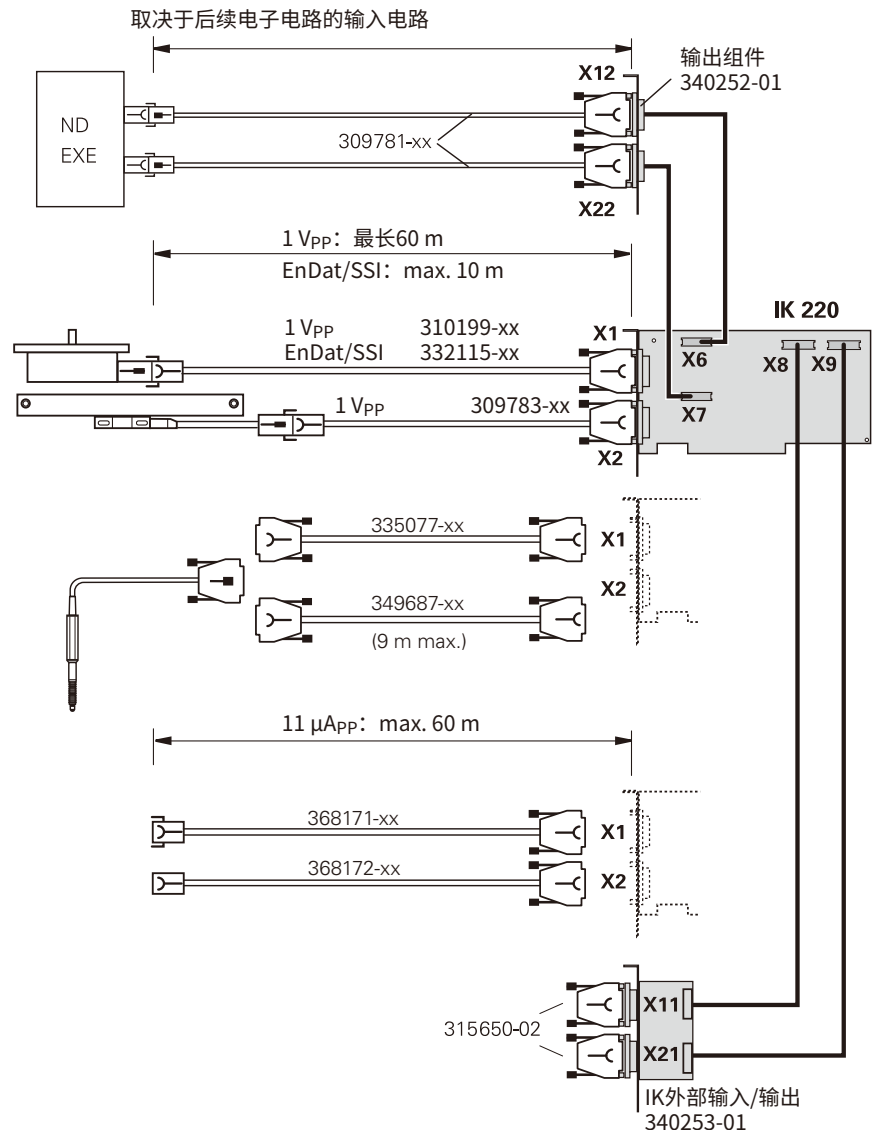 取决于后续电子电路的输入电路
X12
输出组件
340252-01
ND
EXE
309781-xx
X22
1 VPP：最长60 m
EnDat/SSI：max. 10 m
IK 220
1 VPP 310199-xx
EnDat/SSI 332115-xx
X1
X6
X8
X9
1 VPP 309783-xx
X7
X2
335077-xx
X1
X2
349687-xx
(9 m max.)
11 µAPP：max. 60 m
368171-xx
X1
368172-xx
X2
X11
315650-02
X21
IK外部输入/输出
340253-01